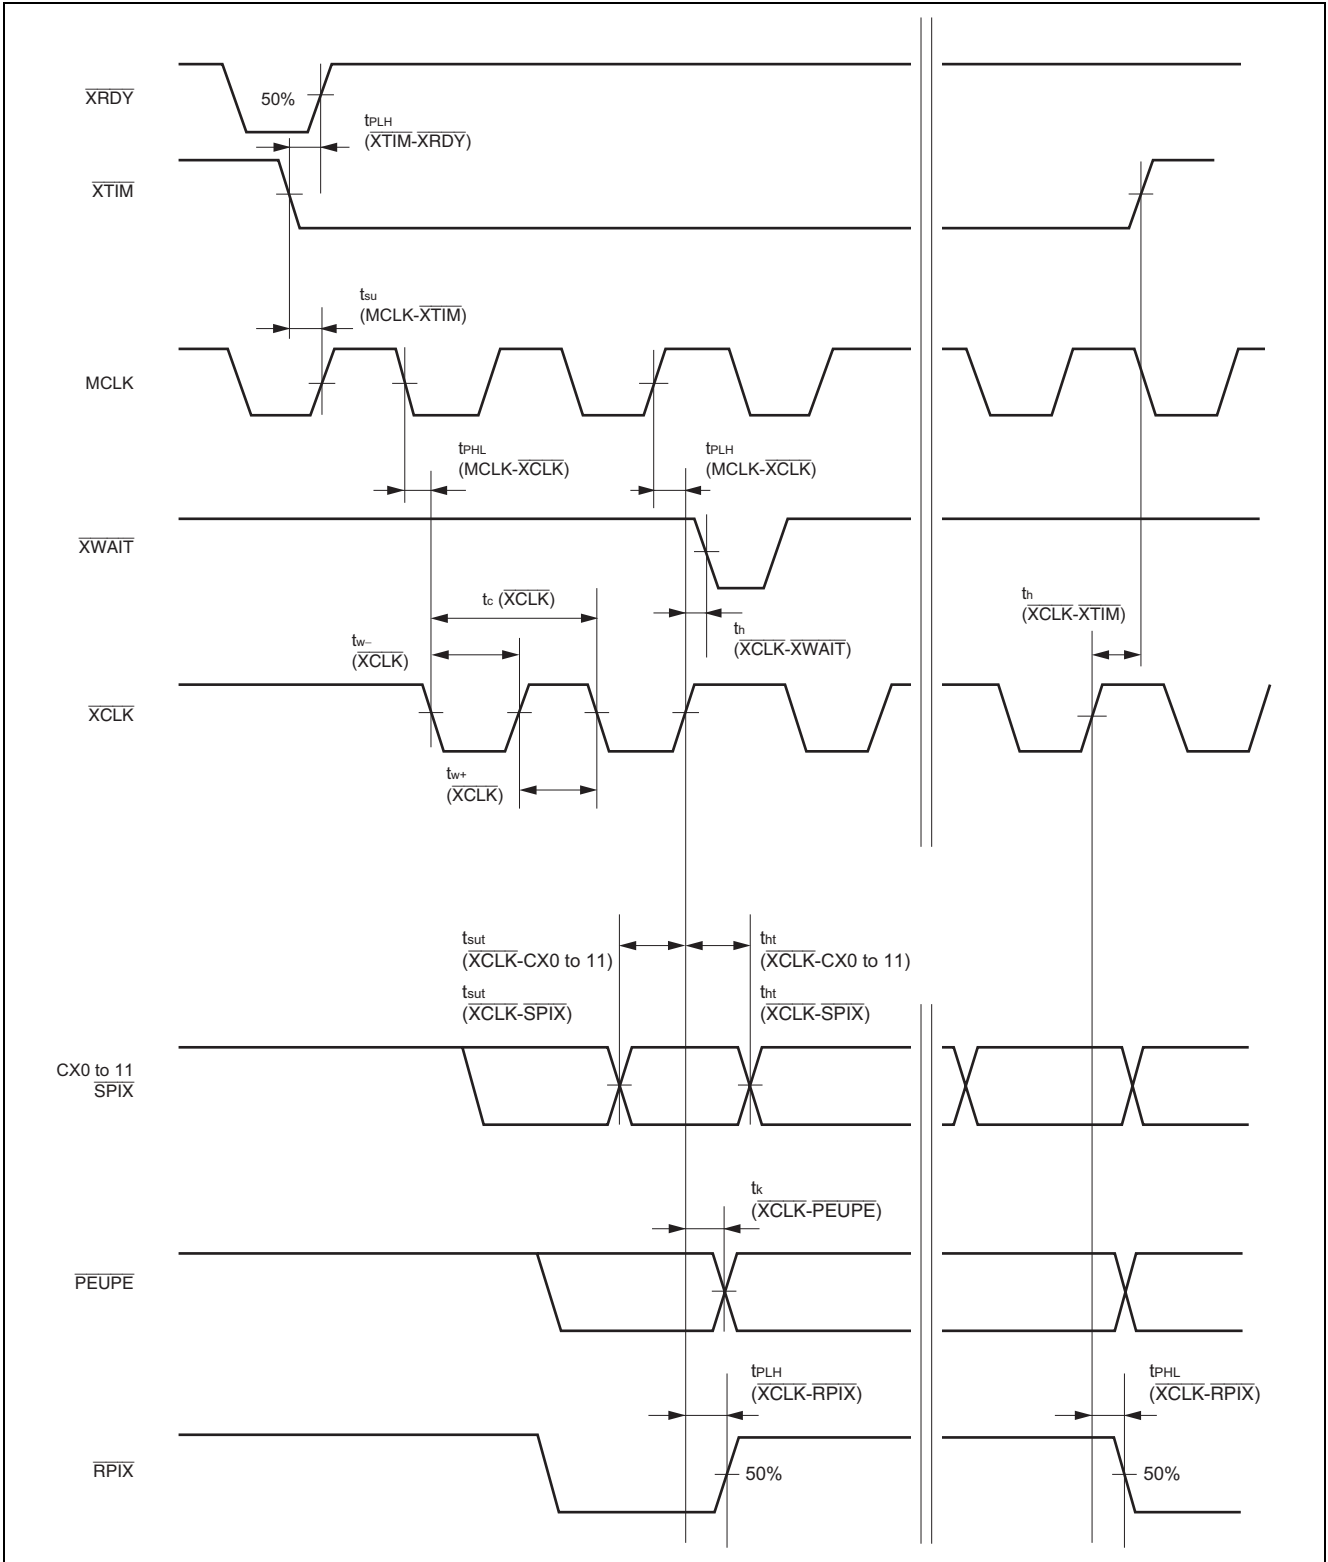 XRDY
50%
tPLH
(XTIM-XRDY)
XTIM
tsu
(MCLK-XTIM)
MCLK
tPHL
(MCLK-XCLK)
tPLH
(MCLK-XCLK)
XWAIT
tc (XCLK)
th
(XCLK-XTIM)
tw–
(XCLK)
th
(XCLK-XWAIT)
XCLK
tw+
(XCLK)
tsut
(XCLK-CX0 to 11)
tht
(XCLK-CX0 to 11)
tsut
(XCLK-SPIX)
tht
(XCLK-SPIX)
CX0 to 11
SPIX
tk
(XCLK-PEUPE)
PEUPE
tPLH
(XCLK-RPIX)
tPHL
(XCLK-RPIX)
RPIX
50%
50%